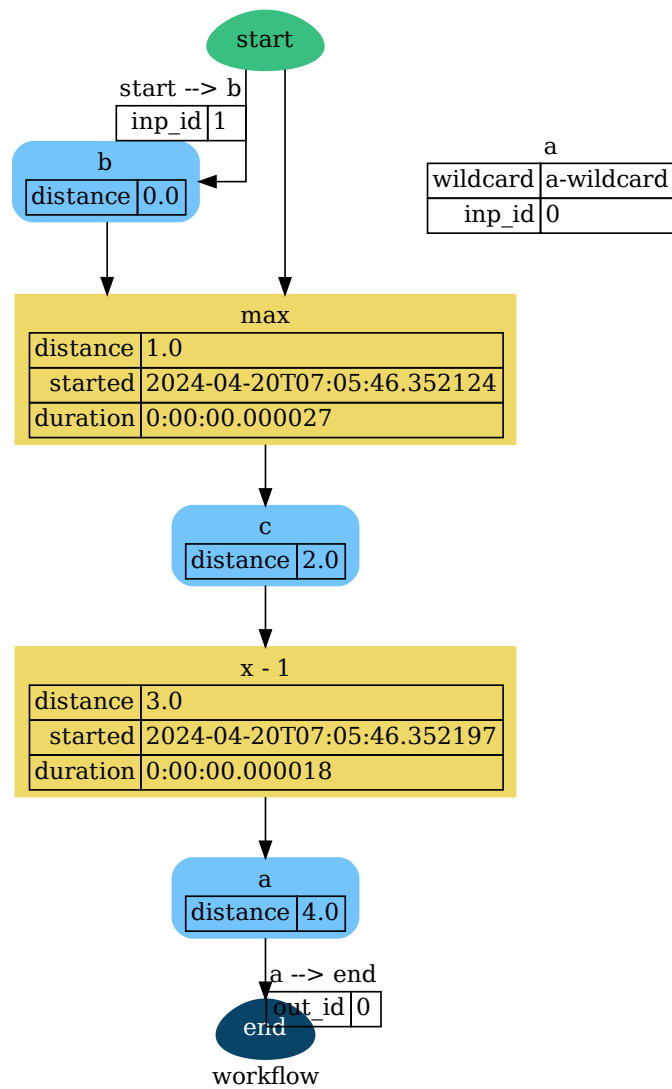 start
start --> b
inp_id 1
b
distance 0.0
a
wildcard a-wildcard
inp_id 0
max
distance 1.0
started 2024-04-20T07:05:46.352124
duration 0:00:00.000027
c
distance 2.0
x - 1
distance 3.0
started 2024-04-20T07:05:46.352197
duration 0:00:00.000018
a
distance 4.0
a --> end
out_id 0
end
workflow